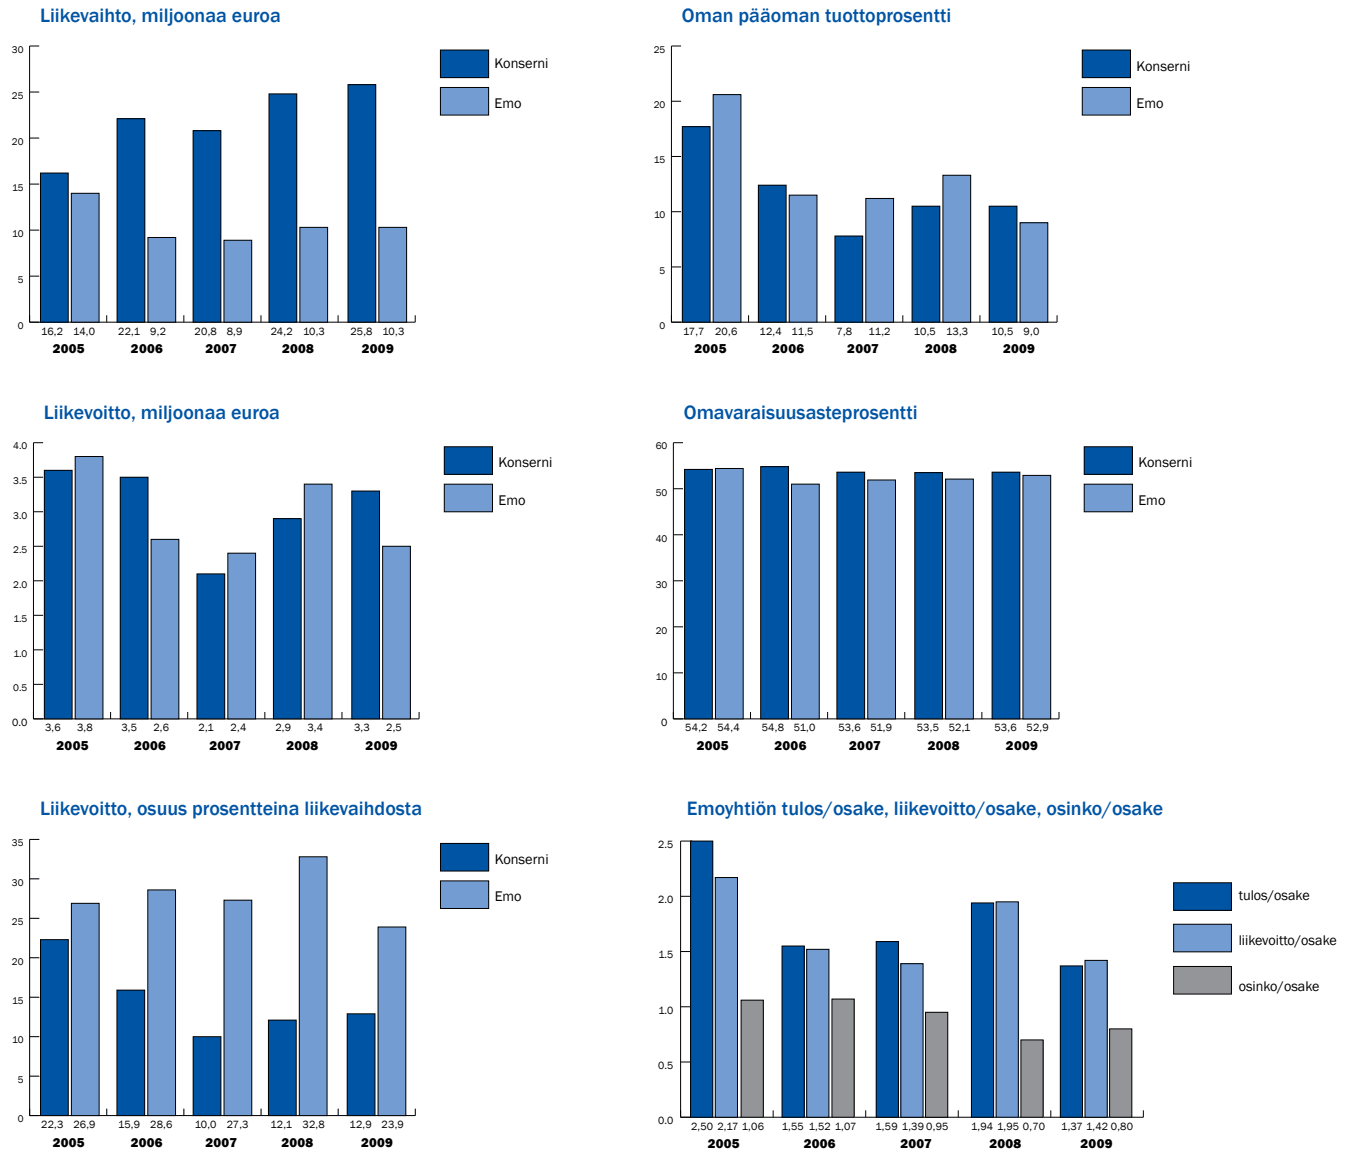 Liikevaihto, miljoonaa euroa
30
25
20
15
10
5
0
16,2 14,0 22,1 9,2 20,8 8,9 24,2 10,3 25,8 10,3
2005 2006 2007 2008 2009
Konserni
Emo
Oman pääoman tuottoprosentti
25
20
15
10
5
0
17,7 20,6 12,4 11,5 7,8 11,2 10,5 13,3 10,5 9,0
2005 2006 2007 2008 2009
Konserni
Emo
Liikevoitto, miljoonaa euroa
4.0
3.5
3.0
2.5
2.0
1.5
1.0
0.5
0.0
3,6 3,8 3,5 2,6 2,1 2,4 2,9 3,4 3,3 2,5
2005 2006 2007 2008 2009
Konserni
Emo
Omavaraisuusasteprosentti
60
50
40
30
20
10
0
54,2 54,4 54,8 51,0 53,6 51,9 53,5 52,1 53,6 52,9
2005 2006 2007 2008 2009
Konserni
Emo
Liikevoitto, osuus prosentteina liikevaihdosta
35
30
25
20
15
10
5
0
22,3 26,9 15,9 28,6 10,0 27,3 12,1 32,8 12,9 23,9
2005 2006 2007 2008 2009
Konserni
Emo
Emoyhtiön tulos/osake, liikevoitto/osake, osinko/osake
2.5
2.0
1.5
1.0
0.5
0.0
2,50 2,17 1,06 1,55 1,52 1,07 1,59 1,39 0,95 1,94 1,95 0,70 1,37 1,42 0,80
2005 2006 2007 2008 2009
tulos/osake
liikevoitto/osake
osinko/osake